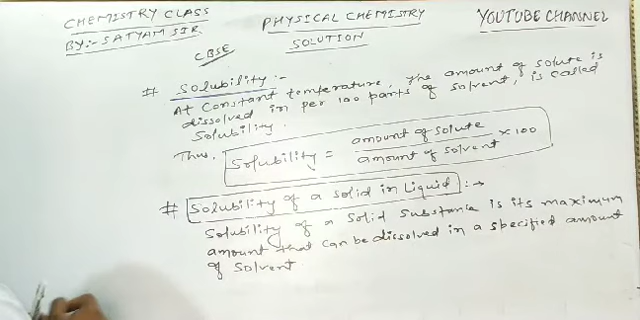 CHEMISTRY CLASS
BY:- SATYAM SIR
CBSE
PHYSICAL CHEMISTRY
SOLUTION
YOUTUBE CHANNEL
# Solubility :-
At Constant temperature, The amount of solute is
dissolved in per 100 parts of solvent, is called
Solubility.
Thus, Solubility = amount of solute / amount of solvent × 100
# Solubility of a solid in Liquid :→
Solubility of a solid substance is its maximum
amount that can be dissolved in a specified amount
of solvent.